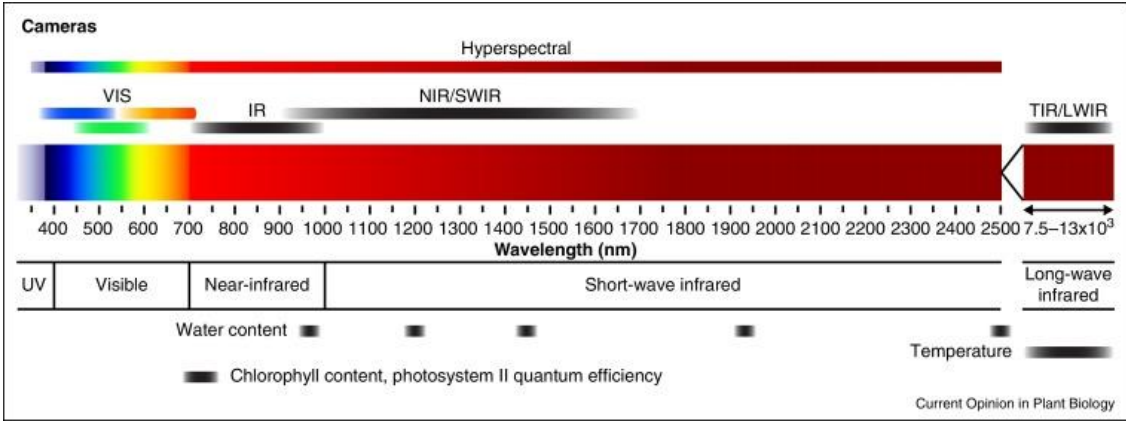 Cameras
Hyperspectral
VIS
IR
NIR/SWIR
TIR/LWIR
400 500 600 700 800 900 1000 1100 1200 1300 1400 1500 1600 1700 1800 1900 2000 2100 2200 2300 2400 2500 7.5–13x10³
Wavelength (nm)
UV Visible Near-infrared Short-wave infrared Long-wave
infrared
Water content
Temperature
Chlorophyll content, photosystem II quantum efficiency
Current Opinion in Plant Biology